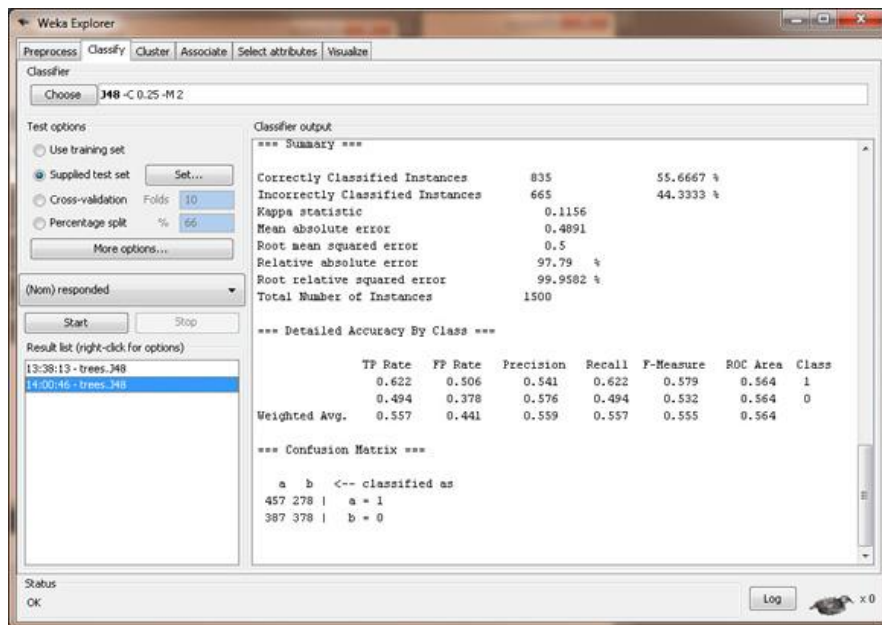 Weka Explorer
Preprocess Classify Cluster Associate Select attributes Visualize
Classifier
Choose J48 -C 0.25 -M 2
Test options
Use training set
Supplied test set Set...
Cross-validation Folds 10
Percentage split % 66
More options...
(Nom) responded
Start Stop
Result list (right-click for options)
13:38:13 - trees.J48
14:00:46 - trees.J48
Classifier output
=== Summary ===
Correctly Classified Instances 835 55.6667 %
Incorrectly Classified Instances 665 44.3333 %
Kappa statistic 0.1156
Mean absolute error 0.4891
Root mean squared error 0.5
Relative absolute error 97.79 %
Root relative squared error 99.9582 %
Total Number of Instances 1500
=== Detailed Accuracy By Class ===
TP Rate FP Rate Precision Recall F-Measure ROC Area Class
0.622 0.506 0.541 0.622 0.579 0.564 1
0.494 0.378 0.576 0.494 0.532 0.564 0
Weighted Avg. 0.557 0.441 0.559 0.557 0.555 0.564
=== Confusion Matrix ===
a b <-- classified as
457 278 | a = 1
387 378 | b = 0
Status
OK
Log x 0